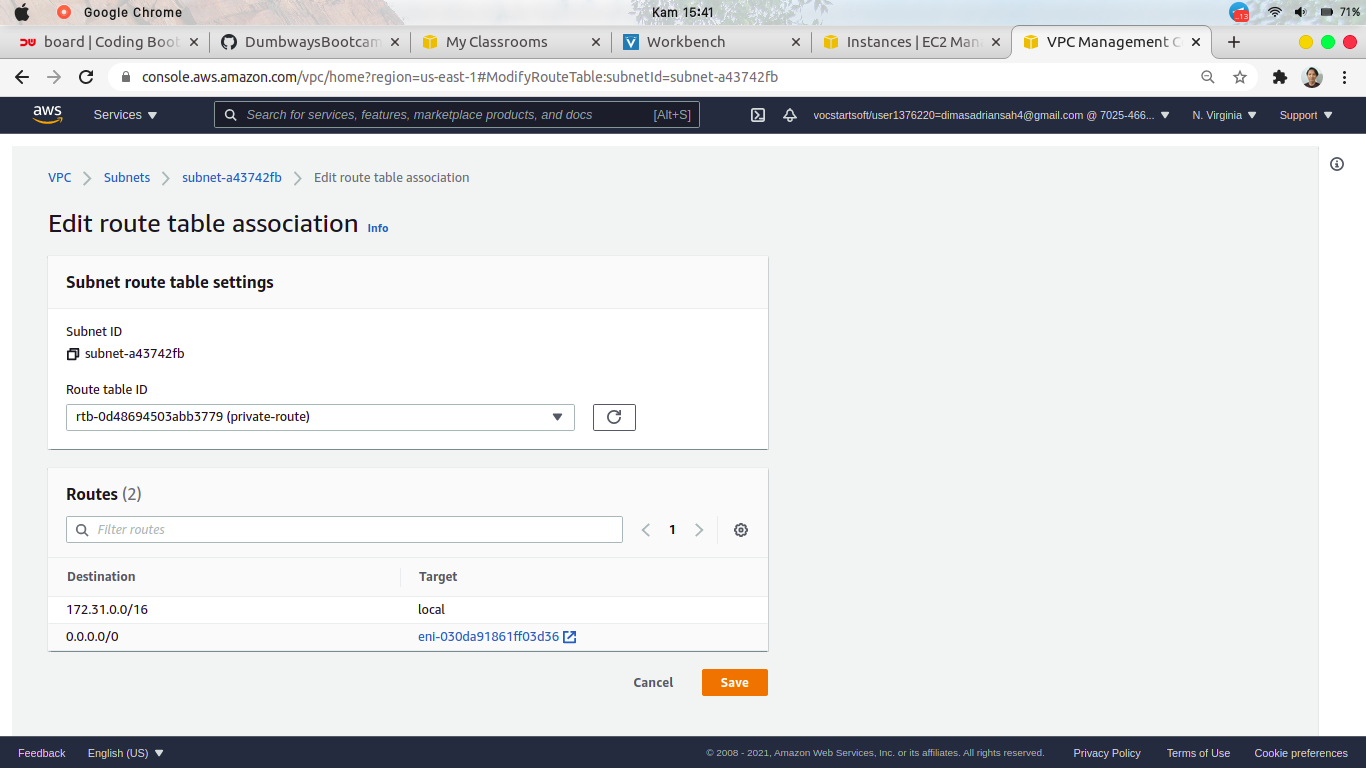 Google Chrome
Kam 15:41
13
71%
board | Coding Boot
DumbwaysBootcam
My Classrooms
Workbench
Instances | EC2 Man
VPC Management C
console.aws.amazon.com/vpc/home?region=us-east-1#ModifyRouteTable:subnetId=subnet-a43742fb
aws
Services
Search for services, features, marketplace products, and docs
[Alt+S]
vocstartsoft/user1376220=dimasadriansah4@gmail.com @ 7025-466...
N. Virginia
Support
VPC
Subnets
subnet-a43742fb
Edit route table association
Edit route table association Info
Subnet route table settings
Subnet ID
subnet-a43742fb
Route table ID
rtb-0d48694503abb3779 (private-route)
Routes (2)
Filter routes
1
Destination Target
172.31.0.0/16 local
0.0.0.0/0 eni-030da91861ff03d36
Cancel Save
Feedback English (US)
© 2008 - 2021, Amazon Web Services, Inc. or its affiliates. All rights reserved.
Privacy Policy Terms of Use Cookie preferences